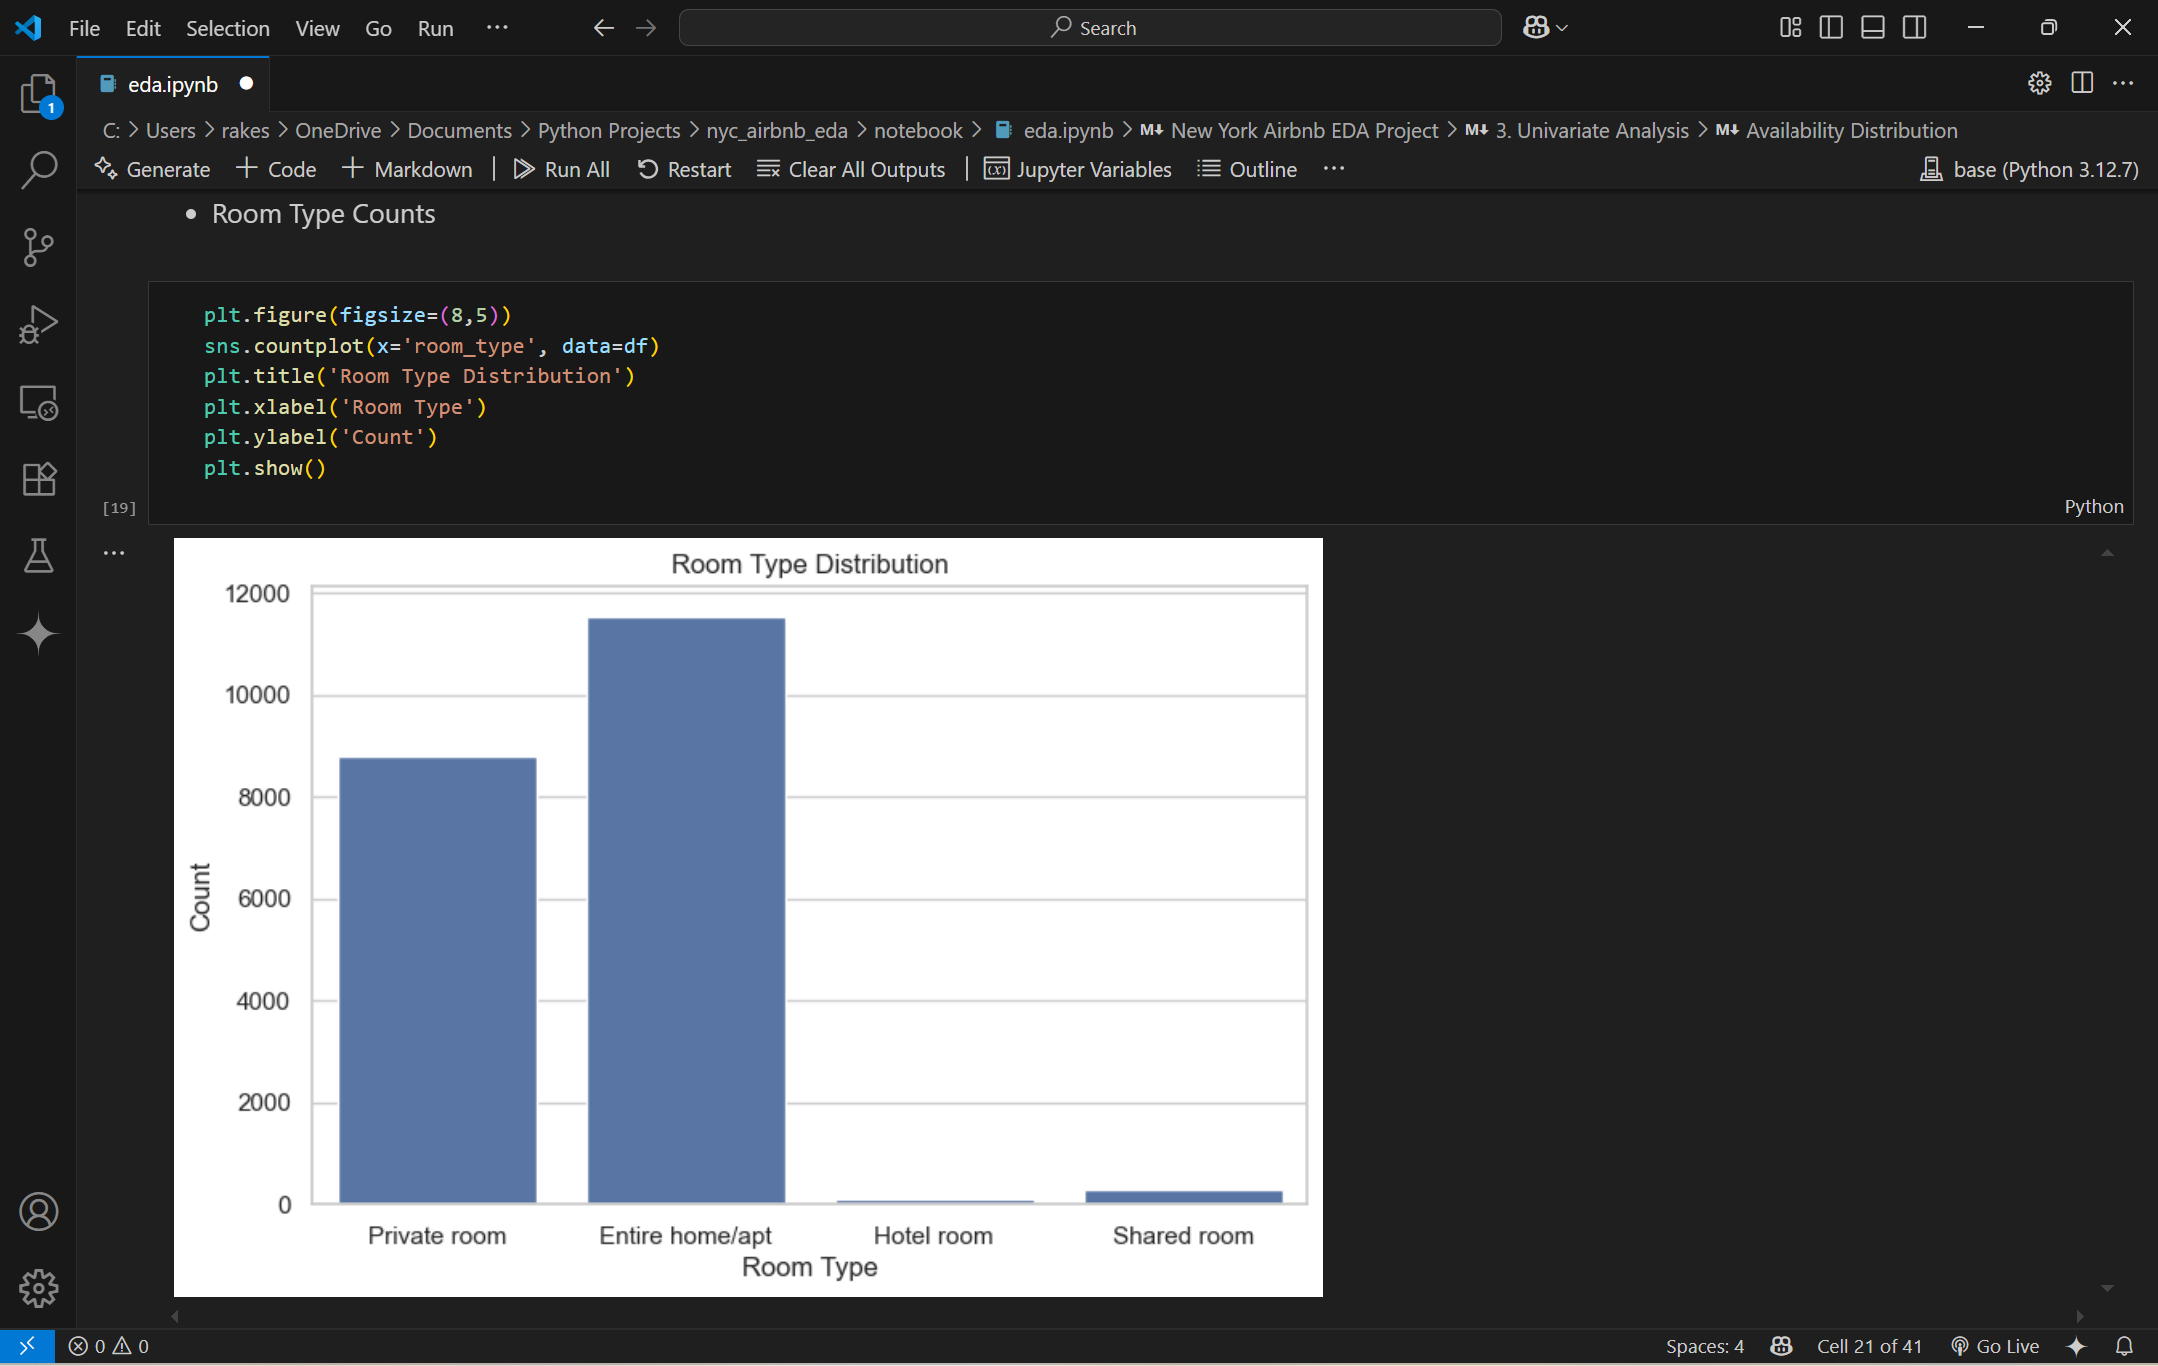 File Edit Selection View Go Run ··· Search
eda.ipynb
1
C: > Users > rakes > OneDrive > Documents > Python Projects > nyc_airbnb_eda > notebook > eda.ipynb > M↓ New York Airbnb EDA Project > M↓ 3. Univariate Analysis > M↓ Availability Distribution
Generate + Code + Markdown | Run All Restart Clear All Outputs | Jupyter Variables Outline ··· base (Python 3.12.7)
• Room Type Counts
plt.figure(figsize=(8,5))
sns.countplot(x='room_type', data=df)
plt.title('Room Type Distribution')
plt.xlabel('Room Type')
plt.ylabel('Count')
plt.show()
[19] Python
Room Type Distribution
12000
10000
8000
6000
4000
2000
0
Count
Private room Entire home/apt Hotel room Shared room
Room Type
0 0 Spaces: 4 Cell 21 of 41 Go Live